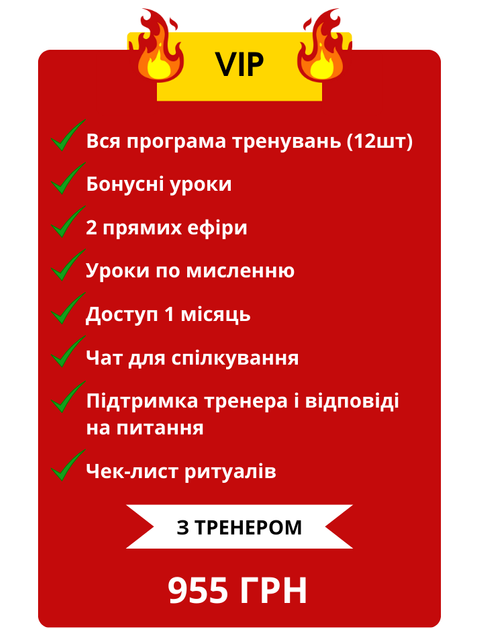 VIP
Вся програма тренувань (12шт)
Бонусні уроки
2 прямих ефіри
Уроки по мисленню
Доступ 1 місяць
Чат для спілкування
Підтримка тренера і відповіді
на питання
Чек-лист ритуалів
З ТРЕНЕРОМ
955 ГРН